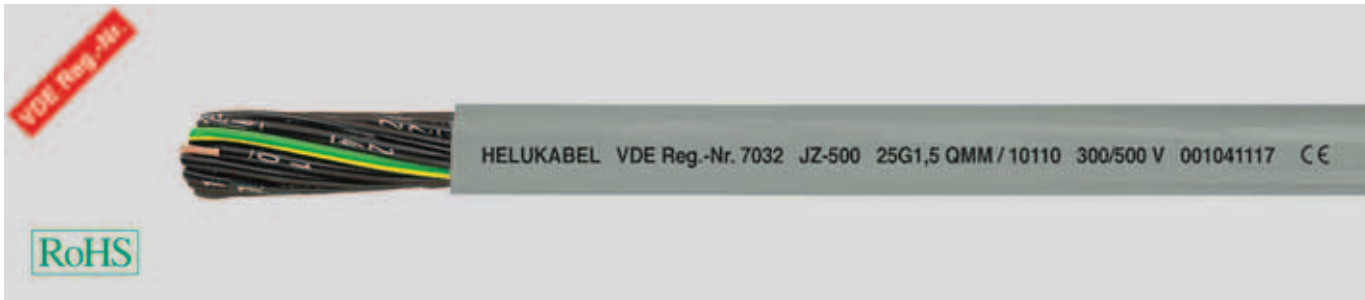 VDE Reg.-Nr.
HELUKABEL VDE Reg.-Nr. 7032 JZ-500 25G1,5 QMM / 10110 300/500 V 001041117 CE
RoHS